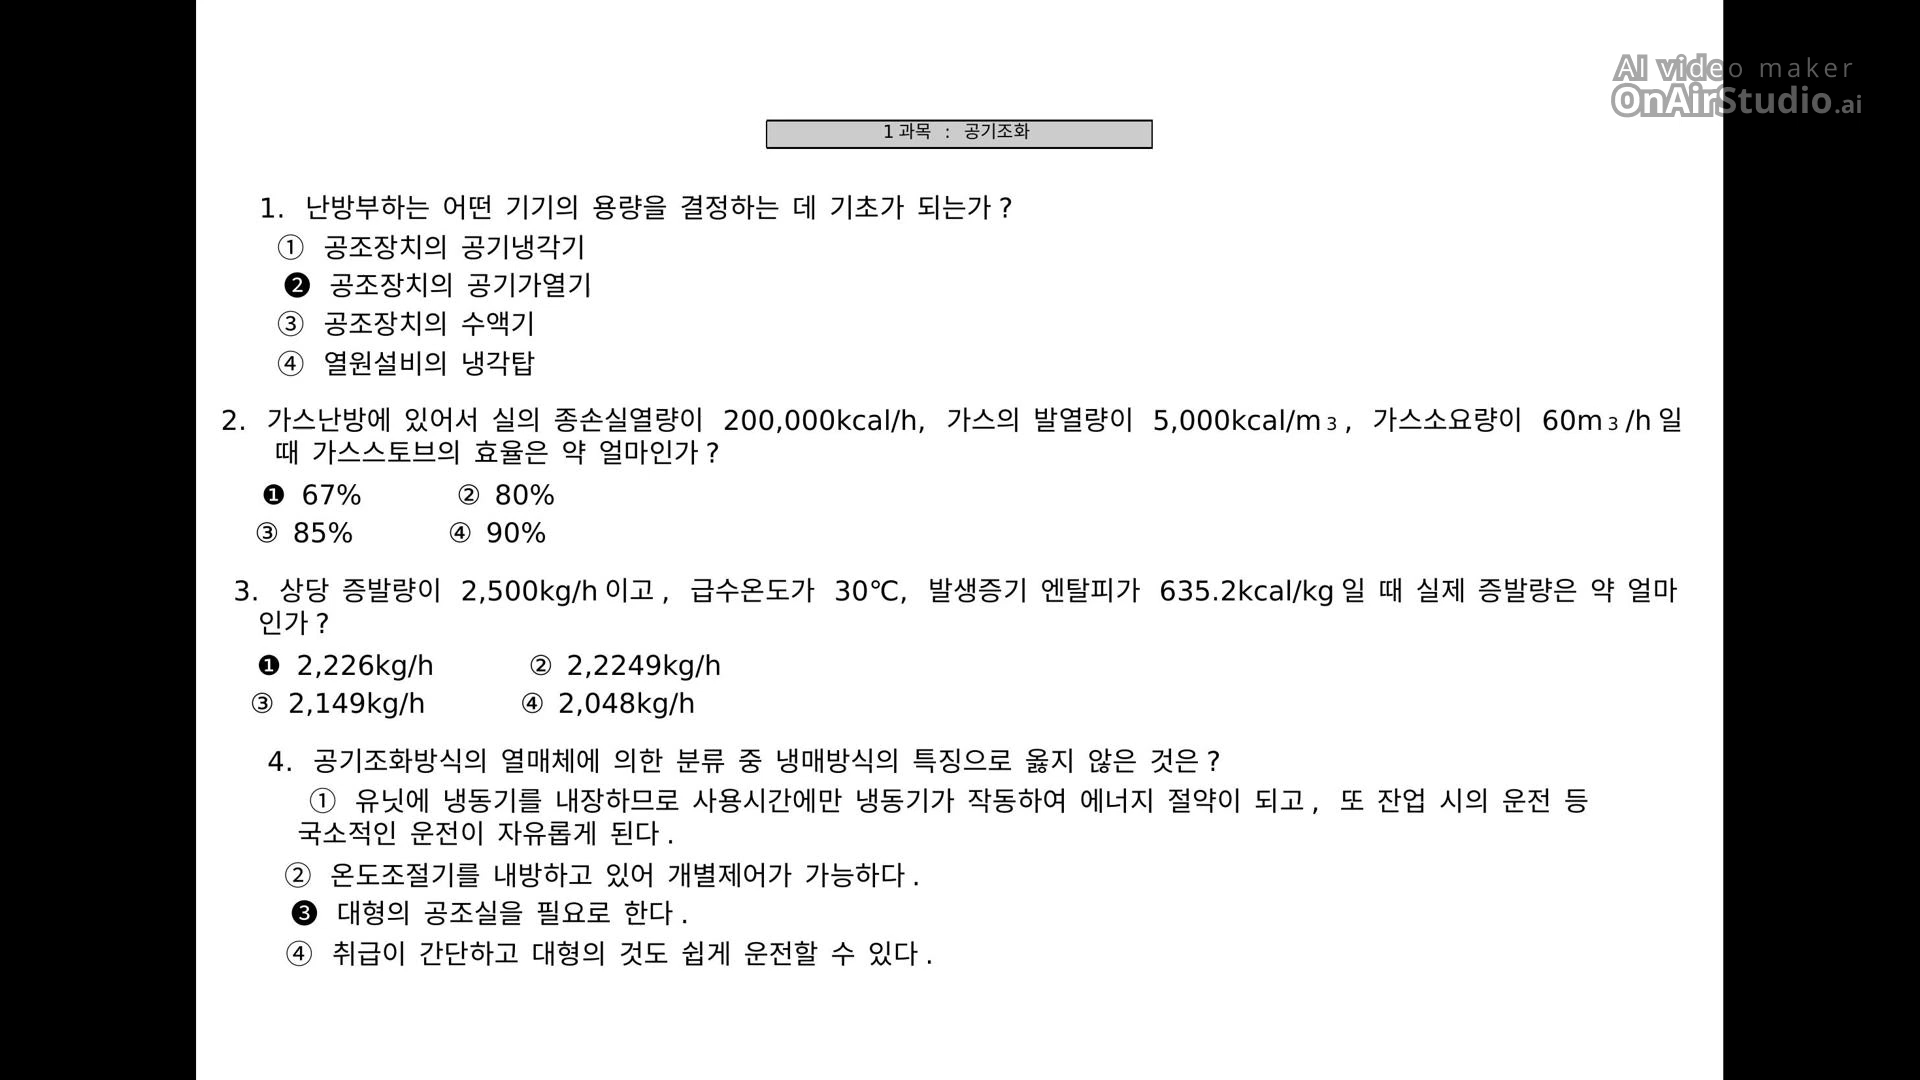 AI video maker
OnAirStudio.ai
1과목 : 공기조화
1. 난방부하는 어떤 기기의 용량을 결정하는 데 기초가 되는가?
① 공조장치의 공기냉각기
❷ 공조장치의 공기가열기
③ 공조장치의 수액기
④ 열원설비의 냉각탑
2. 가스난방에 있어서 실의 종손실열량이 200,000kcal/h, 가스의 발열량이 5,000kcal/m3, 가스소요량이 60m3/h일
때 가스스토브의 효율은 약 얼마인가?
❶ 67% ② 80%
③ 85% ④ 90%
3. 상당 증발량이 2,500kg/h이고, 급수온도가 30℃, 발생증기 엔탈피가 635.2kcal/kg일 때 실제 증발량은 약 얼마
인가?
❶ 2,226kg/h ② 2,2249kg/h
③ 2,149kg/h ④ 2,048kg/h
4. 공기조화방식의 열매체에 의한 분류 중 냉매방식의 특징으로 옳지 않은 것은?
① 유닛에 냉동기를 내장하므로 사용시간에만 냉동기가 작동하여 에너지 절약이 되고, 또 잔업 시의 운전 등
국소적인 운전이 자유롭게 된다.
② 온도조절기를 내방하고 있어 개별제어가 가능하다.
❸ 대형의 공조실을 필요로 한다.
④ 취급이 간단하고 대형의 것도 쉽게 운전할 수 있다.